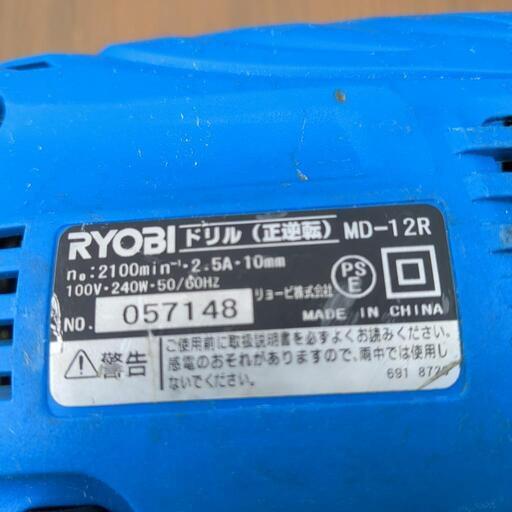 RYOBI ドリル (正逆転) MD-12R
n₀:2100min⁻¹・2.5A・10mm
100V・240W・50/60HZ リョービ株式会社
PS
E
NO. 057148 MADE IN CHINA
警告
ご使用前に取扱説明書を必ずよくお読みください。
感電のおそれがありますので、雨中では使用し
ないでください。
691